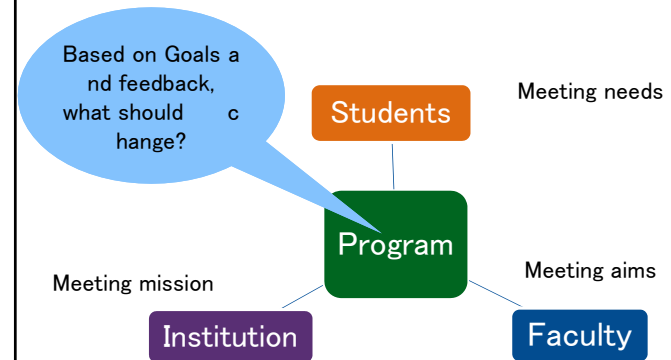 Based on Goals a
nd feedback,
what should c
hange?
Students
Meeting needs
Program
Meeting mission
Meeting aims
Institution
Faculty